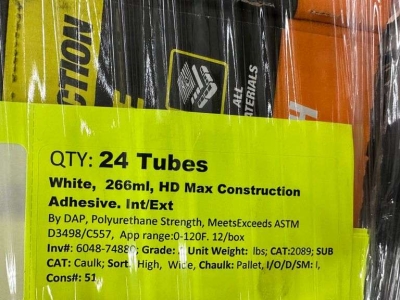 CTION
ALL
MATERIALS
QTY: 24 Tubes
White, 266ml, HD Max Construction
Adhesive. Int/Ext
By DAP, Polyurethane Strength, MeetsExceeds ASTM
D3498/C557, App range:0-120F. 12/box
Inv#: 6048-74880; Grade: Unit Weight: lbs; CAT:2089; SUB
CAT: Caulk; Sort: High, Wide, Chaulk: Pallet, I/O/D/SM: I,
Cons#: 51